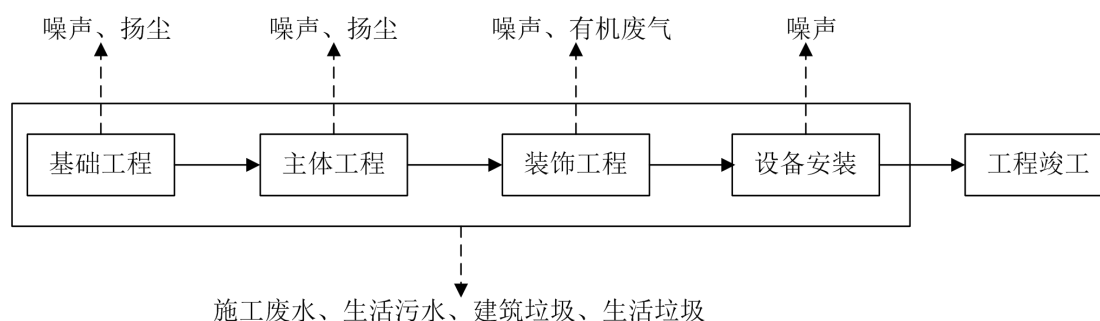 噪声、扬尘
噪声、扬尘
噪声、有机废气
噪声
基础工程
主体工程
装饰工程
设备安装
工程竣工
施工废水、生活污水、建筑垃圾、生活垃圾